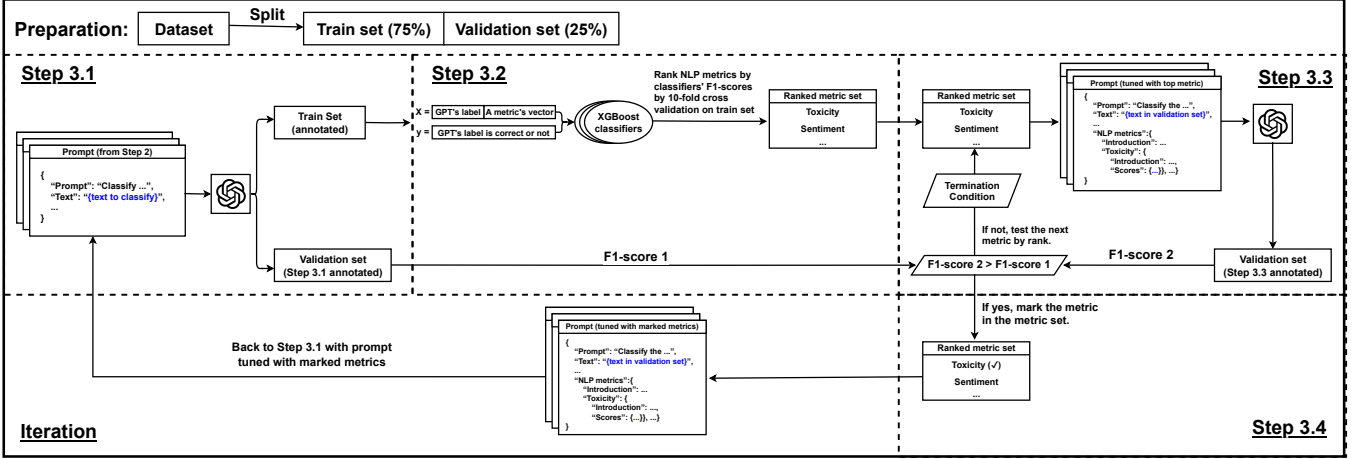 Preparation:
Dataset
Split
Train set (75%)
Validation set (25%)
Step 3.1
Prompt (from Step 2)
{
"Prompt": "Classify ...",
"Text": "{text to classify}",
...
}
Train Set
(annotated)
Validation set
(Step 3.1 annotated)
Step 3.2
X =
GPT's label
A metric's vector
y =
GPT's label is correct or not
XGBoost
classifiers
Rank NLP metrics by
classifiers' F1-scores
by 10-fold cross
validation on train set
Ranked metric set
Toxicity
Sentiment
...
F1-score 1
Step 3.3
Ranked metric set
Toxicity
Sentiment
...
Prompt (tuned with top metric)
{
"Prompt": "Classify the ...",
"Text": "{text in validation set}",
...
"NLP metrics":{
"Introduction": ...
"Toxicity": {
"Introduction": ...,
"Scores": {...}}, ...}
}
Termination
Condition
If not, test the next
metric by rank.
F1-score 2 > F1-score 1
F1-score 2
Validation set
(Step 3.3 annotated)
If yes, mark the metric
in the metric set.
Ranked metric set
Toxicity (✓)
Sentiment
...
Step 3.4
Prompt (tuned with marked metrics)
{
"Prompt": "Classify the ...",
"Text": "{text in validation set}",
...
"NLP metrics":{
"Introduction": ...
"Toxicity": {
"Introduction": ...,
"Scores": {...}}, ...}
}
Back to Step 3.1 with prompt
tuned with marked metrics
Iteration